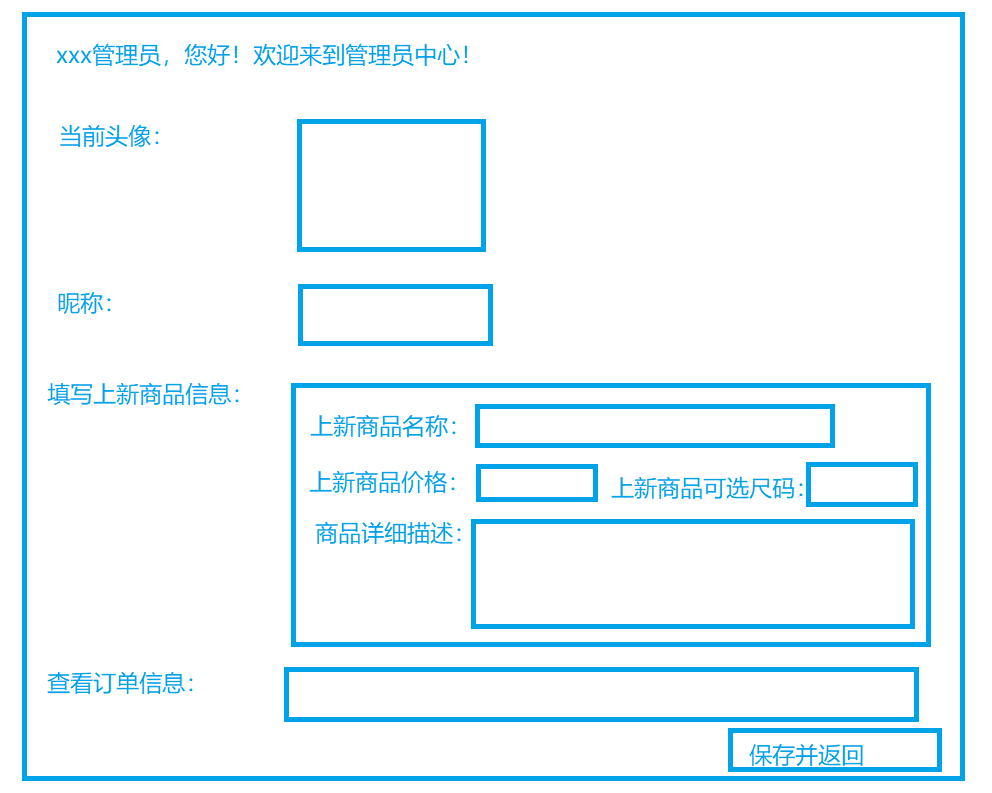 xxx管理员，您好！欢迎来到管理员中心！
当前头像：
昵称：
填写上新商品信息：
上新商品名称：
上新商品价格：
上新商品可选尺码：
商品详细描述：
查看订单信息：
保存并返回